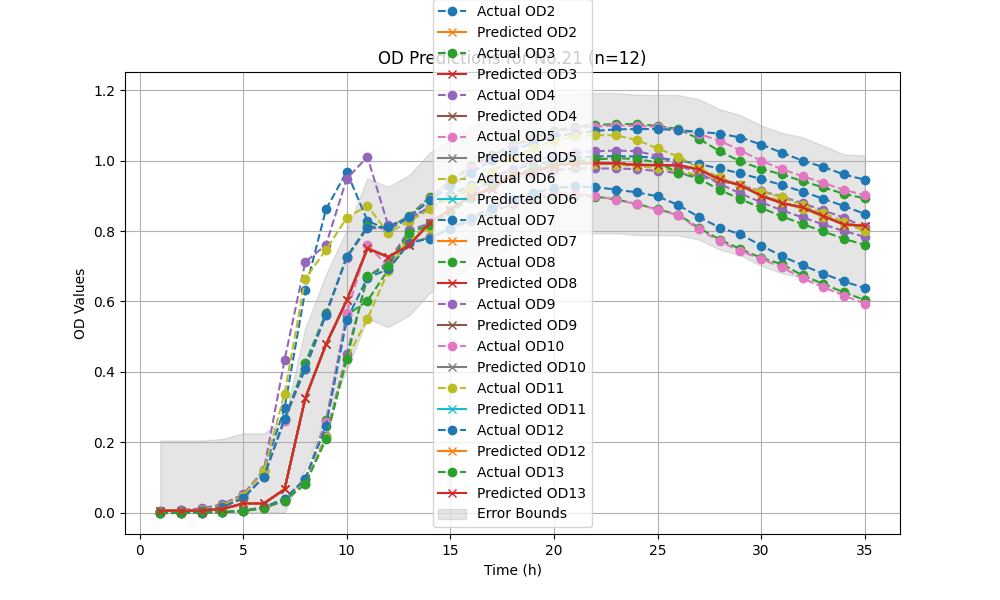 OD Predictions for No.21 (n=12)
Actual OD2
Predicted OD2
Actual OD3
Predicted OD3
Actual OD4
Predicted OD4
Actual OD5
Predicted OD5
Actual OD6
Predicted OD6
Actual OD7
Predicted OD7
Actual OD8
Predicted OD8
Actual OD9
Predicted OD9
Actual OD10
Predicted OD10
Actual OD11
Predicted OD11
Actual OD12
Predicted OD12
Actual OD13
Predicted OD13
Error Bounds
OD Values
1.2
1.0
0.8
0.6
0.4
0.2
0.0
0 5 10 15 20 25 30 35
Time (h)